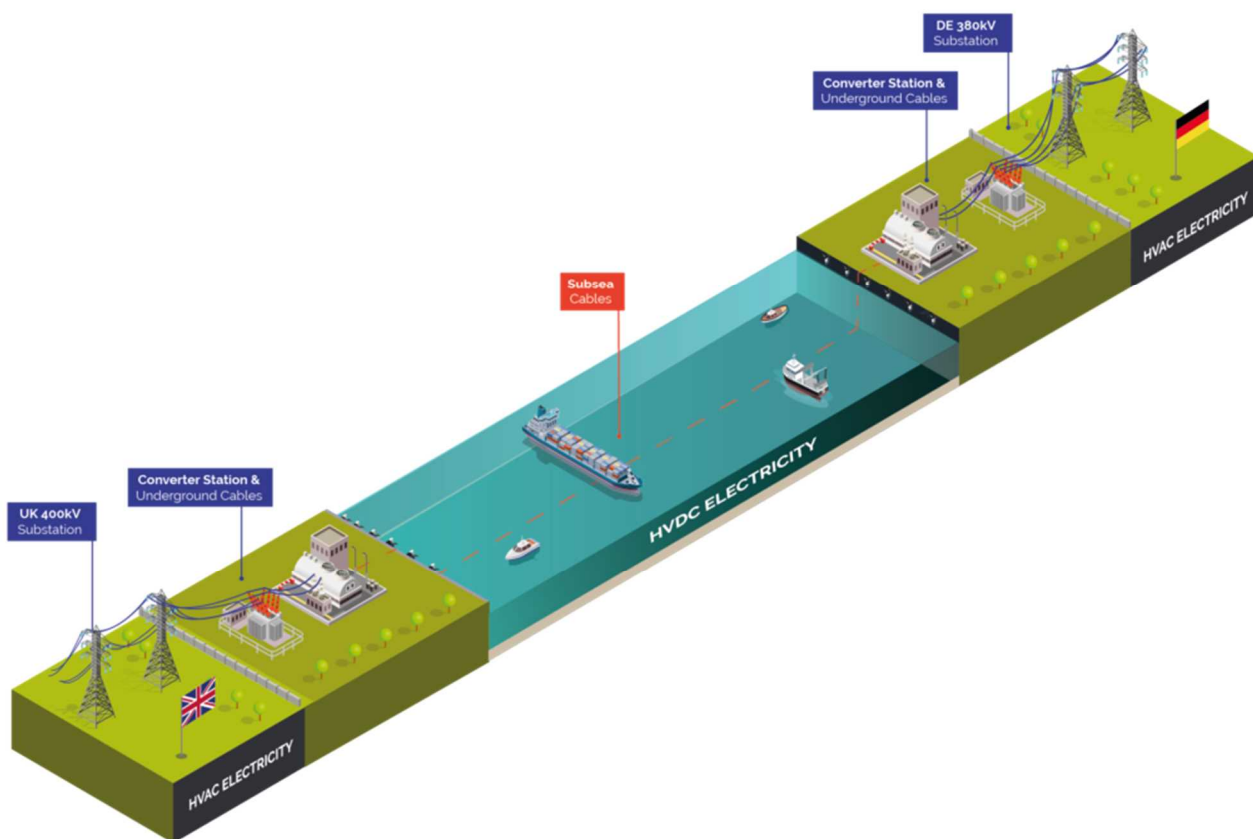 DE 380kV
Substation
Converter Station &
Underground Cables
HVAC ELECTRICITY
Subsea
Cables
HVDC ELECTRICITY
Converter Station &
Underground Cables
UK 400kV
Substation
HVAC ELECTRICITY